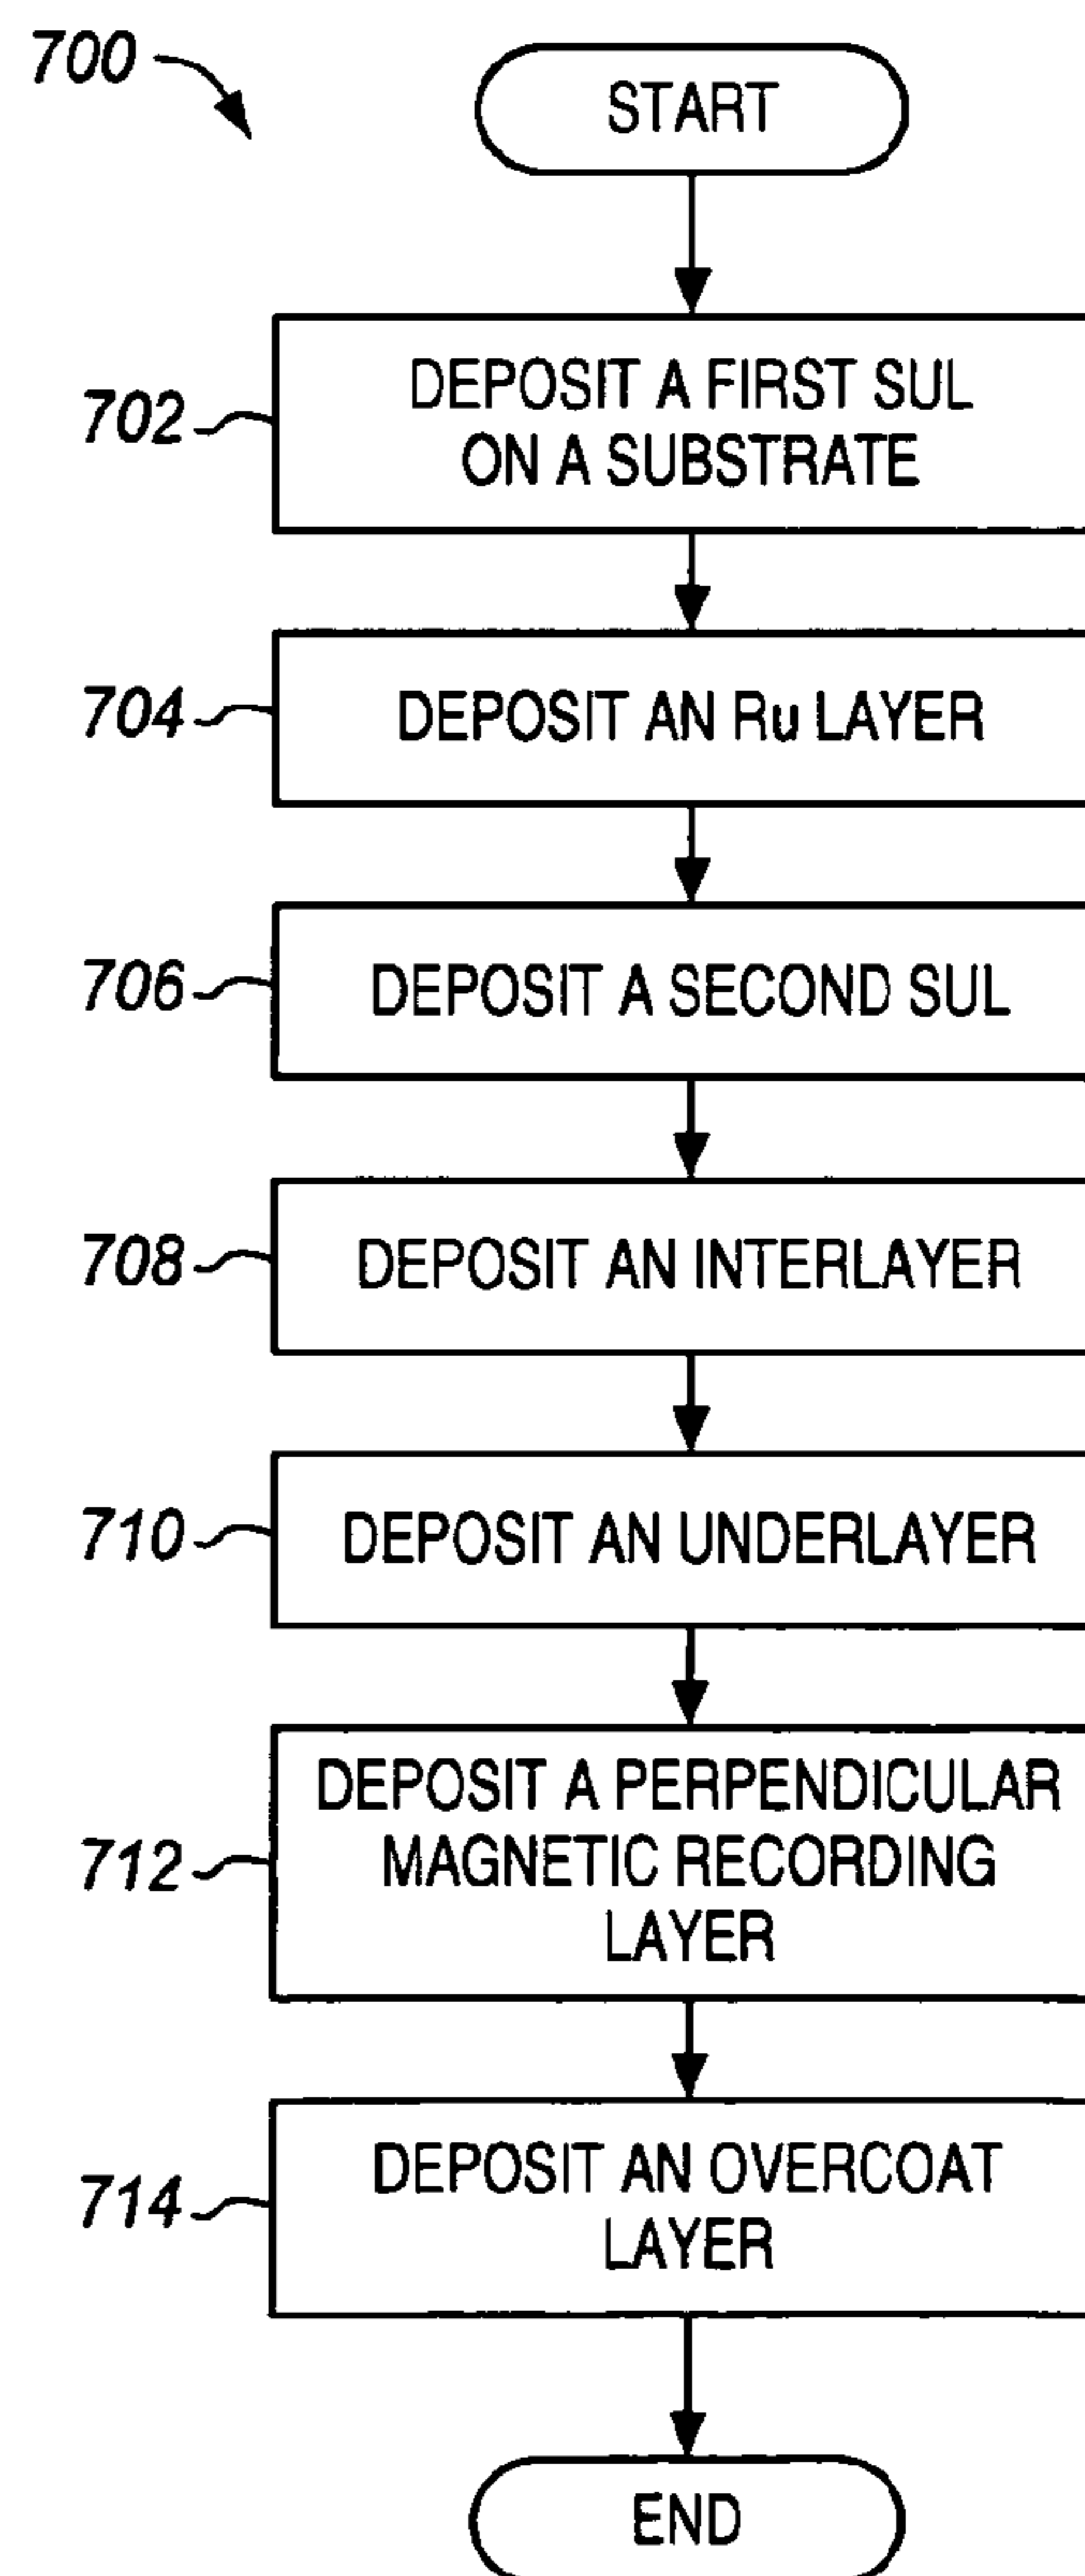 700
START
702
DEPOSIT A FIRST SUL
ON A SUBSTRATE
704
DEPOSIT AN Ru LAYER
706
DEPOSIT A SECOND SUL
708
DEPOSIT AN INTERLAYER
710
DEPOSIT AN UNDERLAYER
712
DEPOSIT A PERPENDICULAR
MAGNETIC RECORDING
LAYER
714
DEPOSIT AN OVERCOAT
LAYER
END